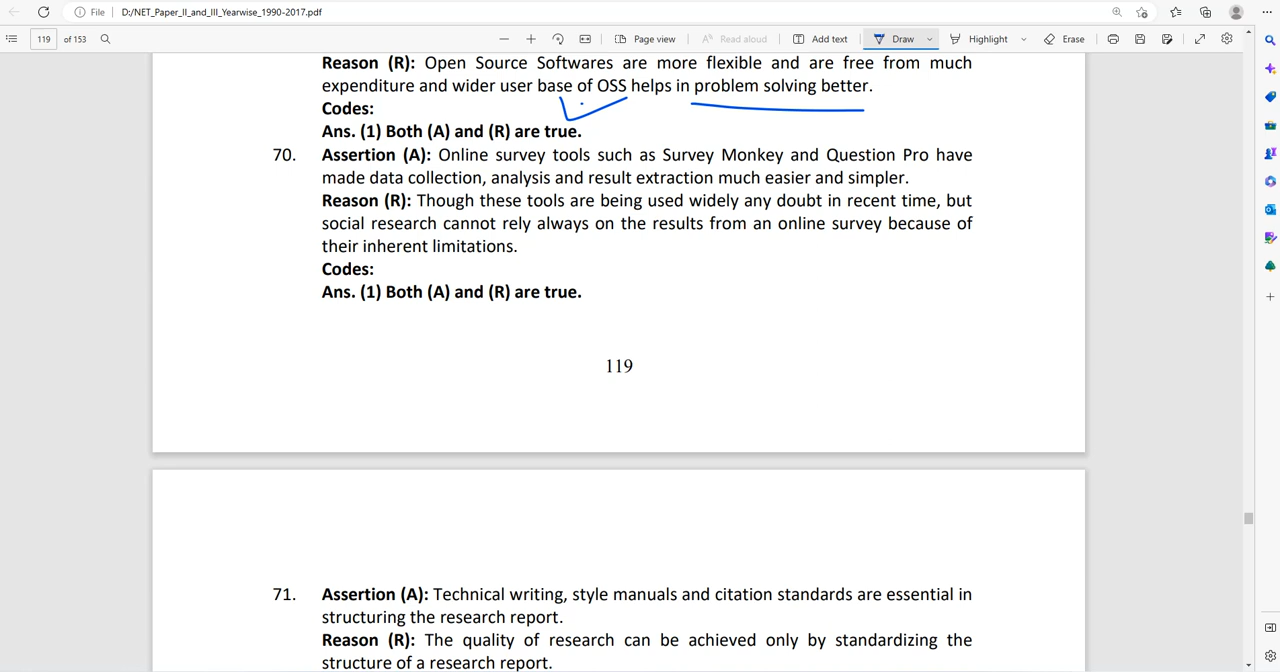 File D:/NET_Paper_II_and_III_Yearwise_1990-2017.pdf
119 of 153 Page view Read aloud Add text Draw Highlight Erase
Reason (R): Open Source Softwares are more flexible and are free from much
expenditure and wider user base of OSS helps in problem solving better.
Codes:
Ans. (1) Both (A) and (R) are true.
70. Assertion (A): Online survey tools such as Survey Monkey and Question Pro have
made data collection, analysis and result extraction much easier and simpler.
Reason (R): Though these tools are being used widely any doubt in recent time, but
social research cannot rely always on the results from an online survey because of
their inherent limitations.
Codes:
Ans. (1) Both (A) and (R) are true.
119
71. Assertion (A): Technical writing, style manuals and citation standards are essential in
structuring the research report.
Reason (R): The quality of research can be achieved only by standardizing the
structure of a research report.